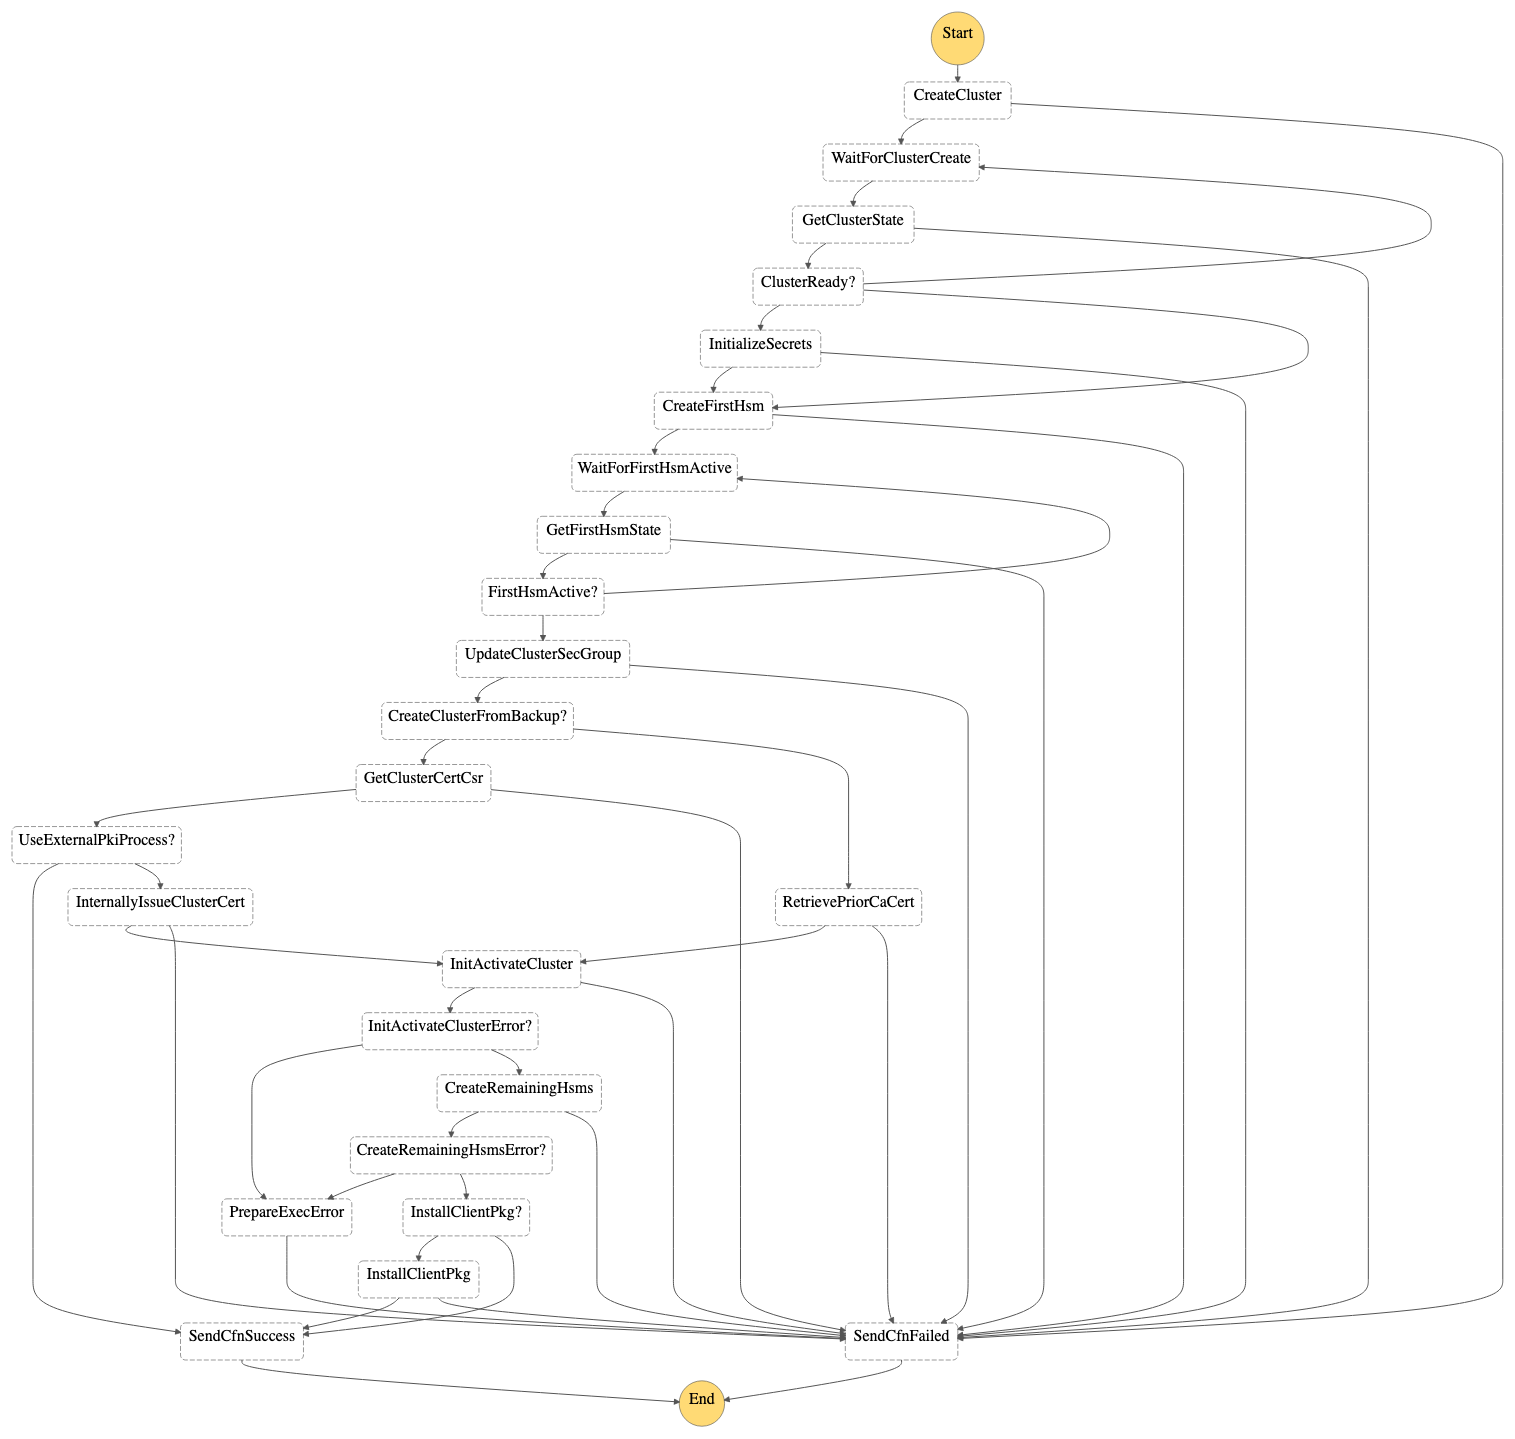 Start
CreateCluster
WaitForClusterCreate
GetClusterState
ClusterReady?
InitializeSecrets
CreateFirstHsm
WaitForFirstHsmActive
GetFirstHsmState
FirstHsmActive?
UpdateClusterSecGroup
CreateClusterFromBackup?
GetClusterCertCsr
UseExternalPkiProcess?
InternallyIssueClusterCert
RetrievePriorCaCert
InitActivateCluster
InitActivateClusterError?
CreateRemainingHsms
CreateRemainingHsmsError?
PrepareExecError
InstallClientPkg?
InstallClientPkg
SendCfnSuccess
SendCfnFailed
End